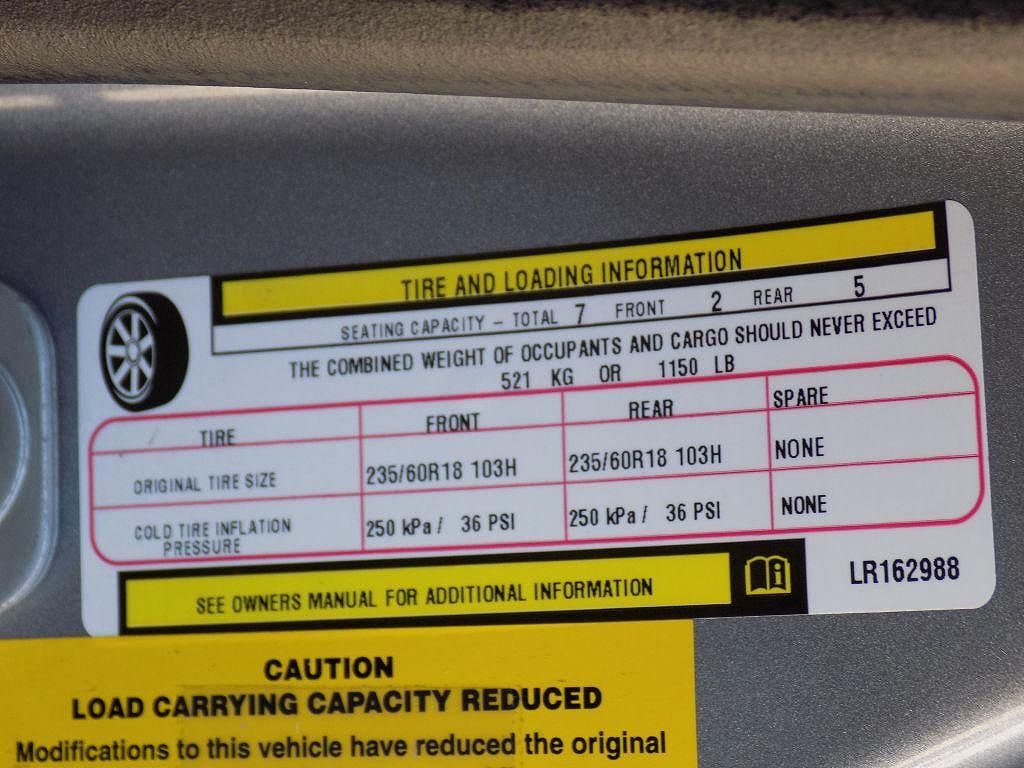 TIRE AND LOADING INFORMATION
SEATING CAPACITY – TOTAL 7 FRONT 2 REAR 5
THE COMBINED WEIGHT OF OCCUPANTS AND CARGO SHOULD NEVER EXCEED
521 KG OR 1150 LB
TIRE FRONT REAR SPARE
ORIGINAL TIRE SIZE 235/60R18 103H 235/60R18 103H NONE
COLD TIRE INFLATION PRESSURE 250 kPa / 36 PSI 250 kPa / 36 PSI NONE
SEE OWNERS MANUAL FOR ADDITIONAL INFORMATION
LR162988
CAUTION
LOAD CARRYING CAPACITY REDUCED
Modifications to this vehicle have reduced the original